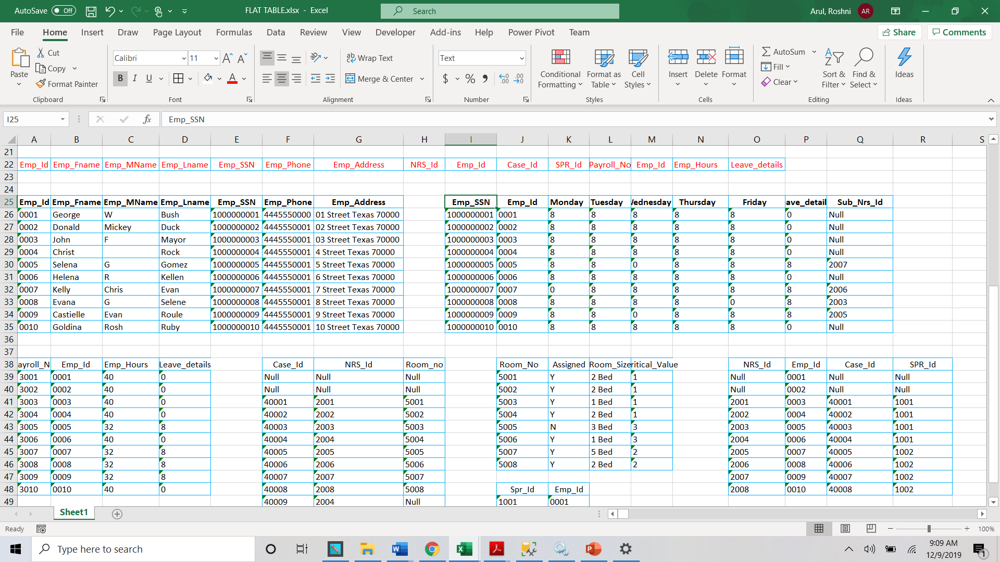 AutoSave Off FLAT TABLE.xlsx - Excel Search Arul, Roshni AR
File Home Insert Draw Page Layout Formulas Data Review View Developer Add-ins Help Power Pivot Team Share Comments
Paste Cut Copy Format Painter Clipboard
Calibri 11 A A B I U A Font
Wrap Text Merge & Center Alignment
Text $ % Number
Conditional Formatting Format as Table Cell Styles Styles
Insert Delete Format Cells
AutoSum Fill Clear Sort & Filter Find & Select Editing
Ideas Ideas
I25 fx Emp_SSN
A B C D E F G H I J K L M N O P Q R S
21
22 Emp_Id Emp_Fname Emp_MName Emp_Lname Emp_SSN Emp_Phone Emp_Address NRS_Id Emp_Id Case_Id SPR_Id Payroll_No Emp_Id Emp_Hours Leave_details
23
24
25 Emp_Id Emp_Fname Emp_MName Emp_Lname Emp_SSN Emp_Phone Emp_Address Emp_SSN Emp_Id Monday Tuesday ednesday Thursday Friday ave_detail Sub_Nrs_Id
26 0001 George W Bush 1000000001 4445550000 01 Street Texas 70000 1000000001 0001 8 8 8 8 8 0 Null
27 0002 Donald Mickey Duck 1000000002 4445550001 02 Street Texas 70000 1000000002 0002 8 8 8 8 8 0 Null
28 0003 John F Mayor 1000000003 4445550001 03 Street Texas 70000 1000000003 0003 8 8 8 8 8 0 Null
29 0004 Christ Rock 1000000004 4445550001 4 Street Texas 70000 1000000004 0004 8 8 8 8 8 0 Null
30 0005 Selena G Gomez 1000000005 4445550001 5 Street Texas 70000 1000000005 0005 8 8 0 8 8 8 2007
31 0006 Helena R Kellen 1000000006 4445550001 6 Street Texas 70000 1000000006 0006 8 8 8 8 8 0 Null
32 0007 Kelly Chris Evan 1000000007 4445550001 7 Street Texas 70000 1000000007 0007 0 8 8 8 8 8 2006
33 0008 Evana G Selene 1000000008 4445550001 8 Street Texas 70000 1000000008 0008 8 8 8 8 0 8 2003
34 0009 Castielle Evan Roule 1000000009 4445550001 9 Street Texas 70000 1000000009 0009 8 8 0 8 8 8 2005
35 0010 Goldina Rosh Ruby 1000000010 4445550001 10 Street Texas 70000 1000000010 0010 8 8 8 8 8 0 Null
36
37
38 ayroll_N Emp_Id Emp_Hours Leave_details Case_Id NRS_Id Room_no Room_No Assigned Room_Size ritical_Value NRS_Id Emp_Id Case_Id SPR_Id
39 3001 0001 40 0 Null Null Null 5001 Y 2 Bed 1 Null 0001 Null Null
40 3002 0002 40 0 Null Null Null 5002 Y 2 Bed 1 Null 0002 Null Null
41 3003 0003 40 0 40001 2001 5001 5003 Y 1 Bed 1 2001 0003 40001 1001
42 3004 0004 40 0 40002 2002 5002 5004 Y 2 Bed 1 2002 0004 40002 1001
43 3005 0005 32 8 40003 2003 5003 5005 N 3 Bed 3 2003 0005 40003 1001
44 3006 0006 40 0 40004 2004 5004 5006 Y 1 Bed 3 2004 0006 40004 1001
45 3007 0007 32 8 40005 2005 5005 5007 Y 5 Bed 2 2005 0007 40005 1002
46 3008 0008 32 8 40006 2006 5006 5008 Y 2 Bed 2 2006 0008 40006 1002
47 3009 0009 32 8 40007 2007 5007 2007 0009 40007 1002
48 3010 0010 40 0 40008 2008 5008 Spr_Id Emp_Id 2008 0010 40008 1002
49 40009 2004 Null 1001 0001
Sheet1
Ready 100%
Type here to search 9:09 AM
12/9/2019 1